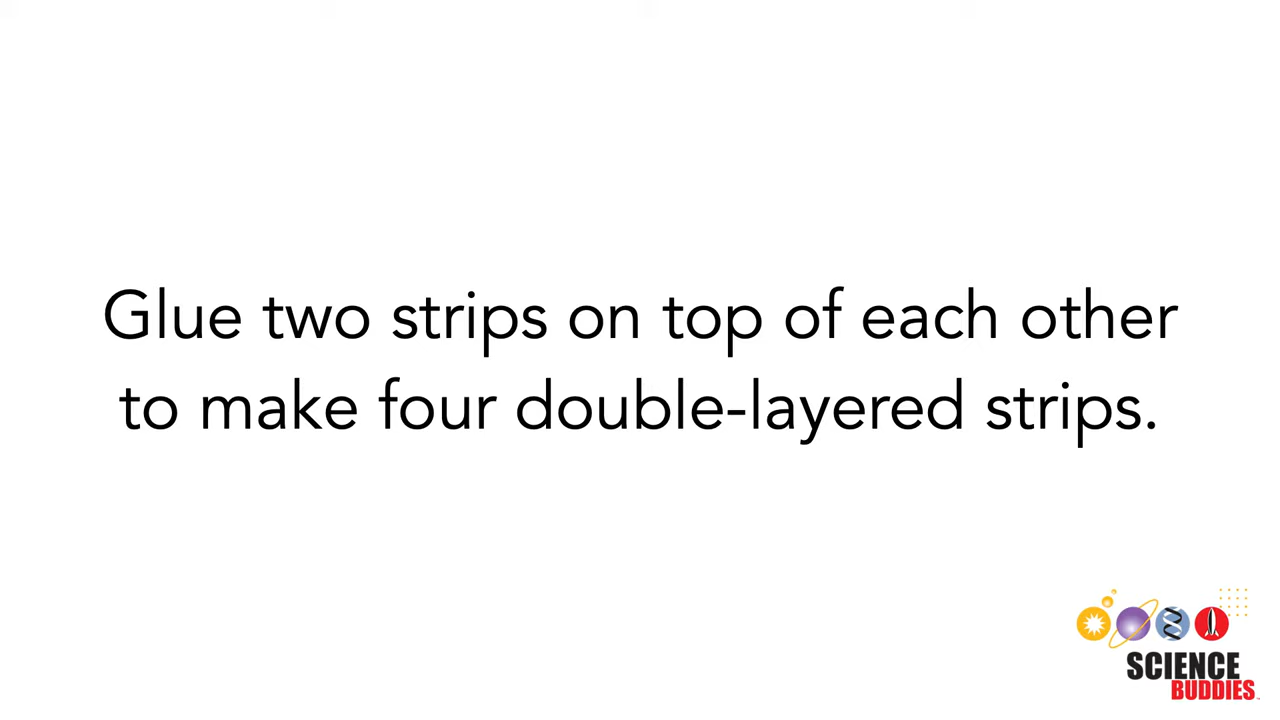 Glue two strips on top of each other
to make four double-layered strips.
SCIENCE
BUDDIES